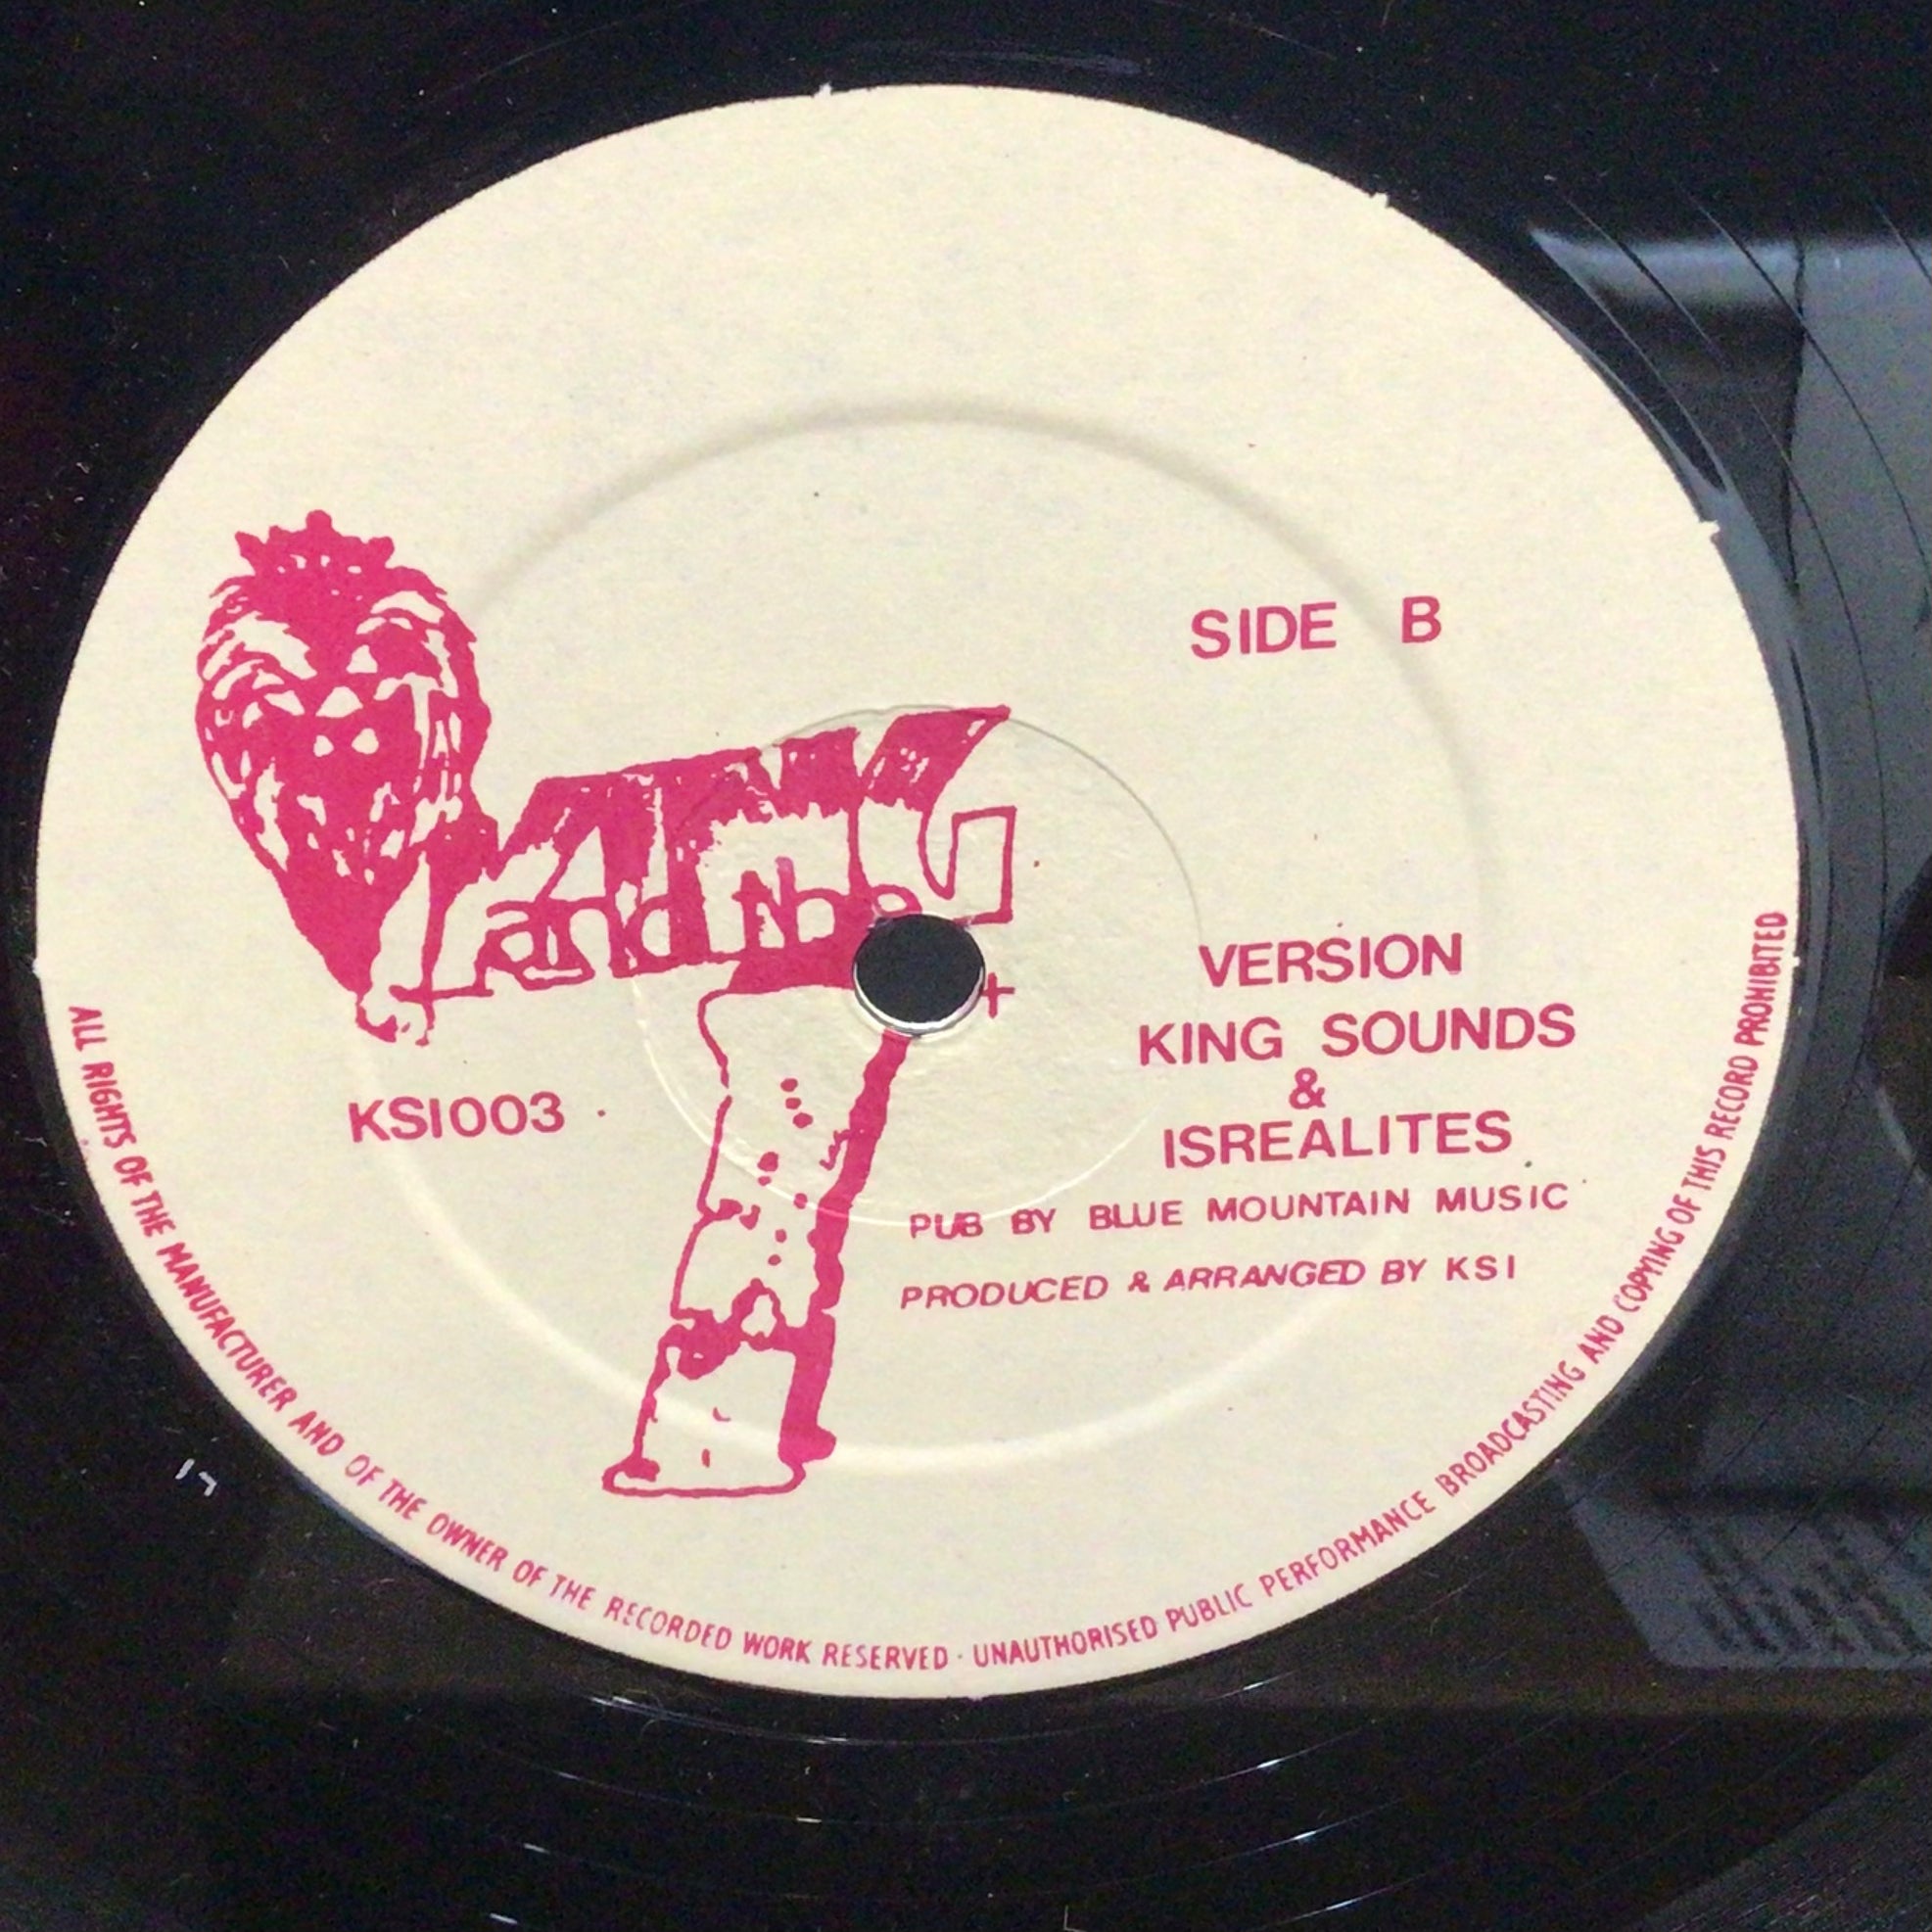 SIDE B
and the
VERSION
KING SOUNDS
&
ISREALITES
KSI003
PUB BY BLUE MOUNTAIN MUSIC
PRODUCED & ARRANGED BY KSI
ALL RIGHTS OF THE MANUFACTURER AND OF THE OWNER OF THE RECORDED WORK RESERVED · UNAUTHORISED PUBLIC PERFORMANCE BROADCASTING AND COPYING OF THIS RECORD PROHIBITED